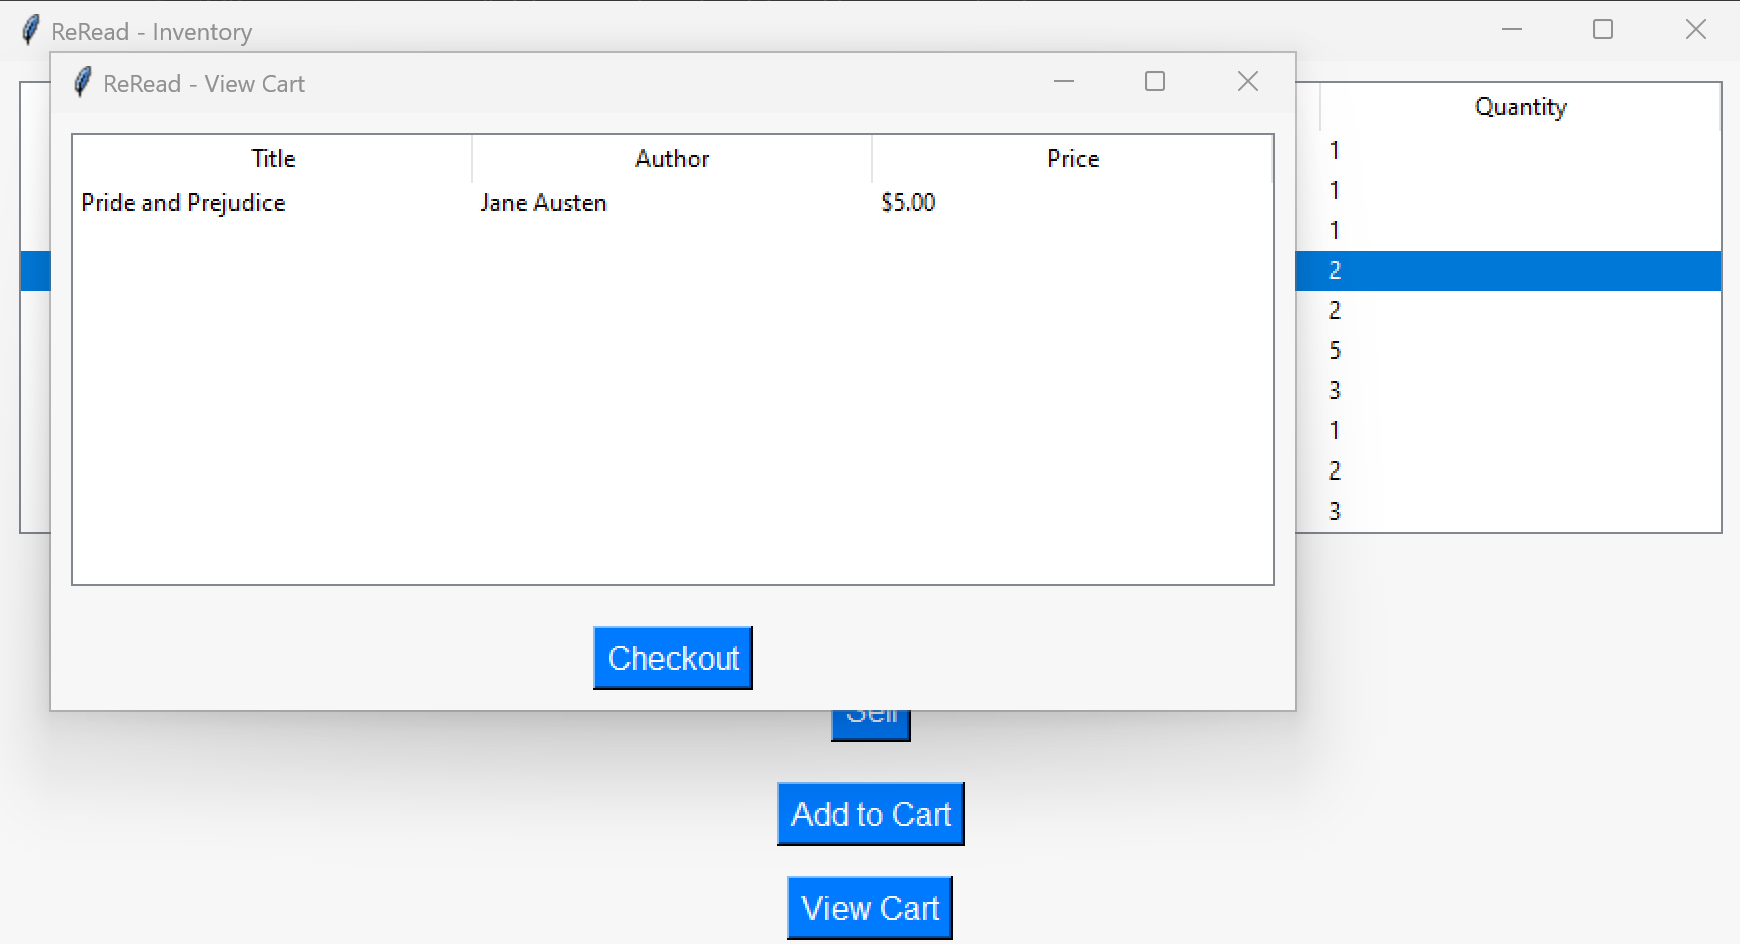 ReRead - Inventory
ReRead - View Cart
Title Author Price
Pride and Prejudice Jane Austen $5.00
Checkout
Quantity
1
1
1
2
2
5
3
1
2
3
Sell
Add to Cart
View Cart